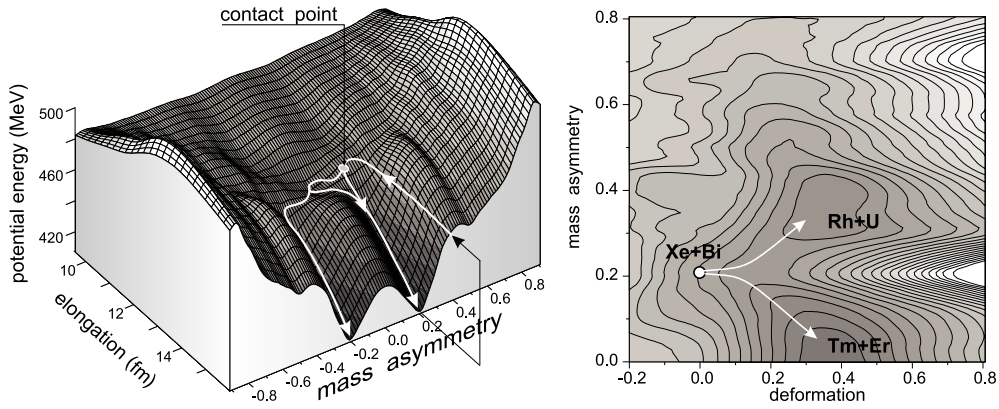 contact point
potential energy (MeV)
500
460
420
10
12
14
elongation (fm)
-0.8
-0.6
-0.4
-0.2
0.0
0.2
0.4
0.6
0.8
mass asymmetry
0.8
0.6
0.4
0.2
0.0
mass asymmetry
Rh+U
Xe+Bi
Tm+Er
-0.2
0.0
0.2
0.4
0.6
0.8
deformation